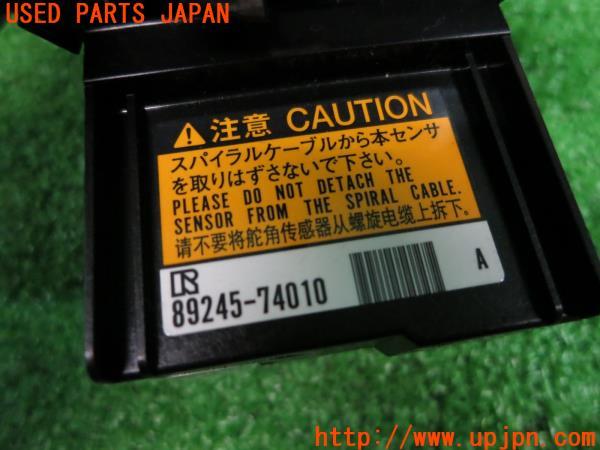 USED PARTS JAPAN
⚠注意 CAUTION
スパイラルケーブルから本センサ
を取りはずさないで下さい。
PLEASE DO NOT DETACH THE
SENSOR FROM THE SPIRAL CABLE.
请不要将舵角传感器从螺旋电缆上拆下。
R
89245-74010
A
http://www.upjpn.com/